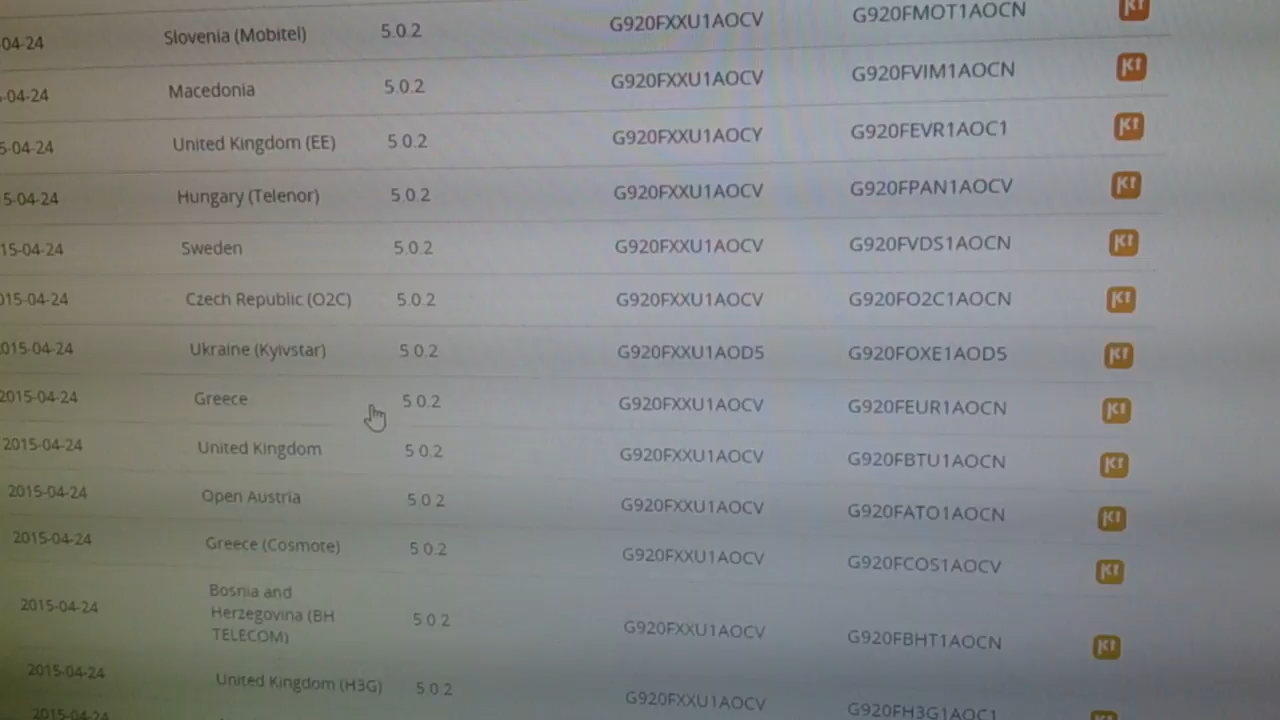 -04-24 Slovenia (Mobitel) 5.0.2 G920FXXU1AOCV G920FMOT1AOCN
-04-24 Macedonia 5.0.2 G920FXXU1AOCV G920FVIM1AOCN
5-04-24 United Kingdom (EE) 5.0.2 G920FXXU1AOCY G920FEVR1AOC1
5-04-24 Hungary (Telenor) 5.0.2 G920FXXU1AOCV G920FPAN1AOCV
15-04-24 Sweden 5.0.2 G920FXXU1AOCV G920FVDS1AOCN
015-04-24 Czech Republic (O2C) 5.0.2 G920FXXU1AOCV G920FO2C1AOCN
015-04-24 Ukraine (Kyivstar) 5.0.2 G920FXXU1AOD5 G920FOXE1AOD5
2015-04-24 Greece 5.0.2 G920FXXU1AOCV G920FEUR1AOCN
2015-04-24 United Kingdom 5.0.2 G920FXXU1AOCV G920FBTU1AOCN
2015-04-24 Open Austria 5.0.2 G920FXXU1AOCV G920FATO1AOCN
2015-04-24 Greece (Cosmote) 5.0.2 G920FXXU1AOCV G920FCOS1AOCV
Bosnia and
2015-04-24 Herzegovina (BH 5.0.2 G920FXXU1AOCV G920FBHT1AOCN
TELECOM)
2015-04-24 United Kingdom (H3G) 5.0.2 G920FXXU1AOCV G920FH3G1AOC1
2015-04-24